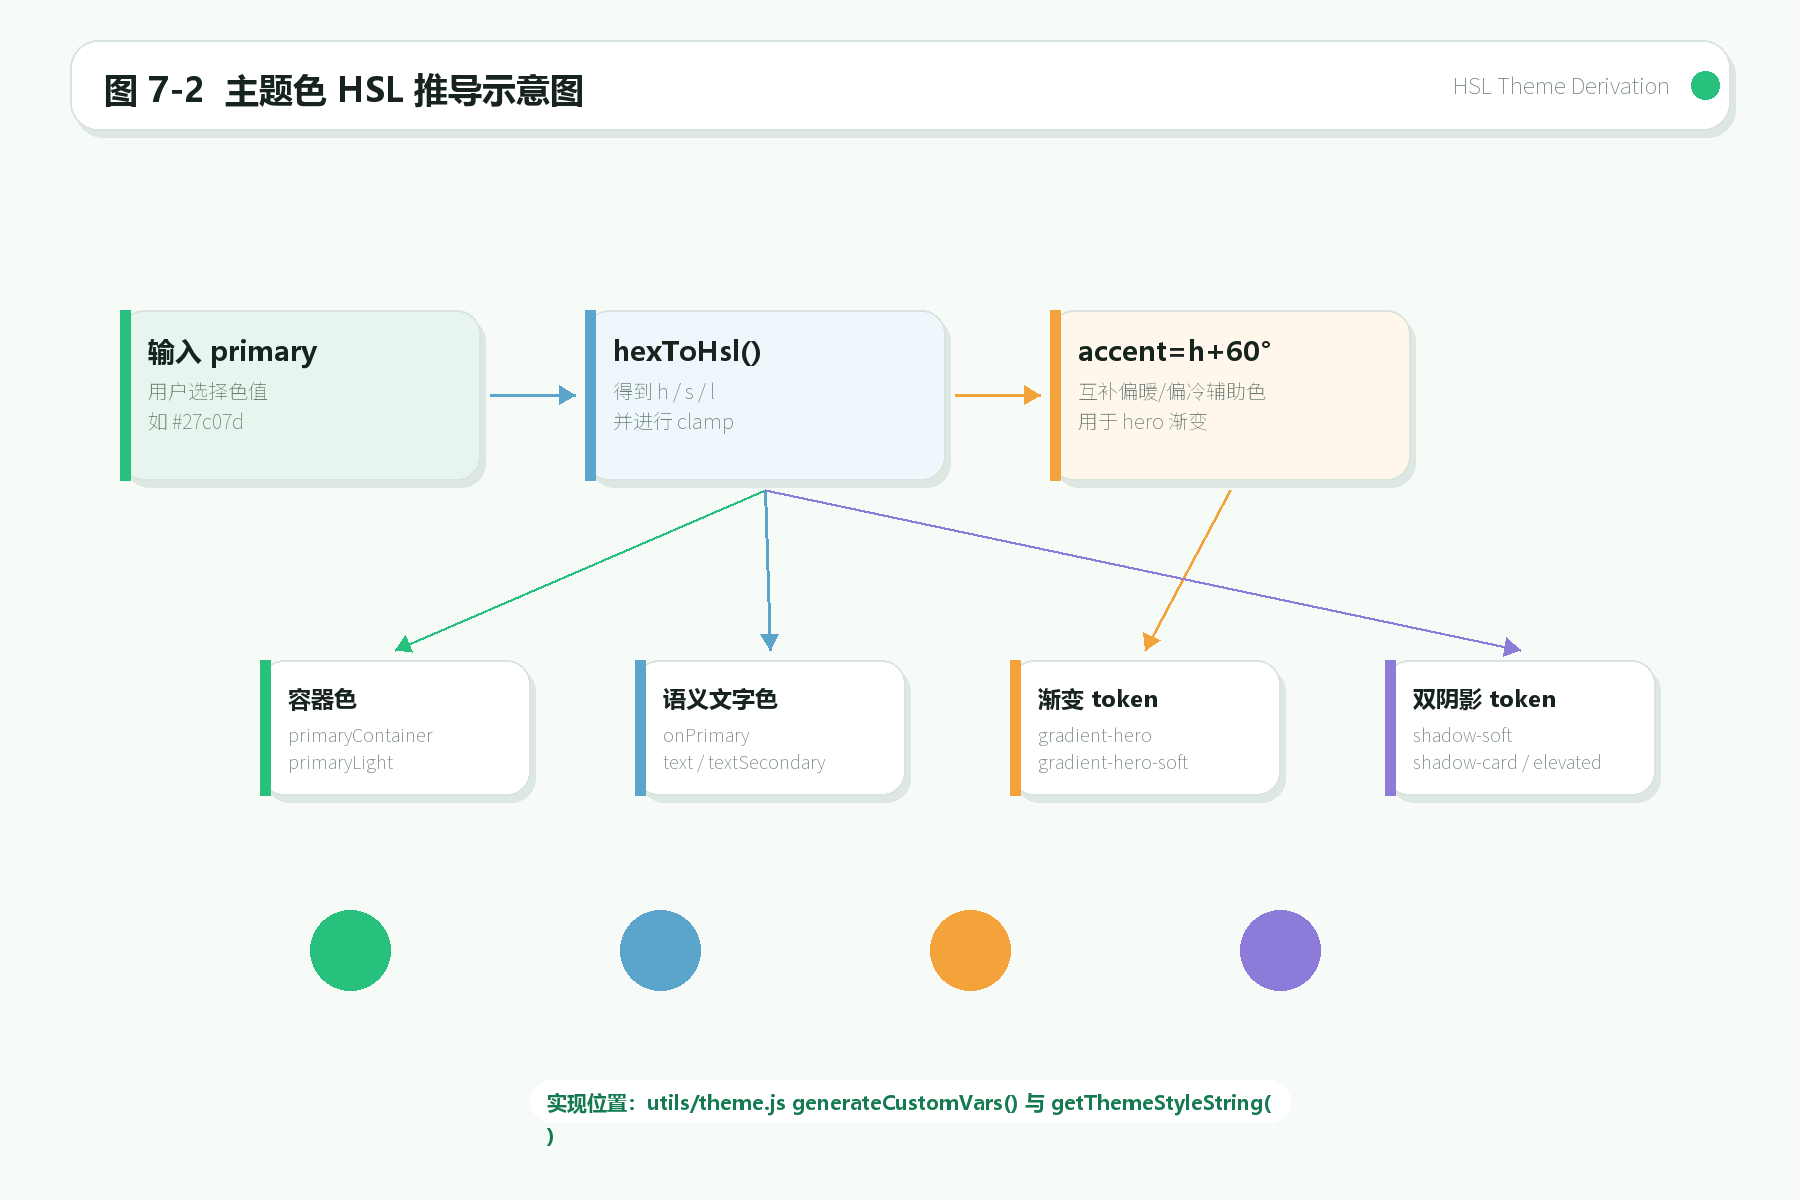 图 7-2 主题色 HSL 推导示意图
HSL Theme Derivation
输入 primary
用户选择色值
如 #27c07d
hexToHsl()
得到 h / s / l
并进行 clamp
accent=h+60°
互补偏暖/偏冷辅助色
用于 hero 渐变
容器色
primaryContainer
primaryLight
语义文字色
onPrimary
text / textSecondary
渐变 token
gradient-hero
gradient-hero-soft
双阴影 token
shadow-soft
shadow-card / elevated
实现位置：utils/theme.js generateCustomVars() 与 getThemeStyleString(
)